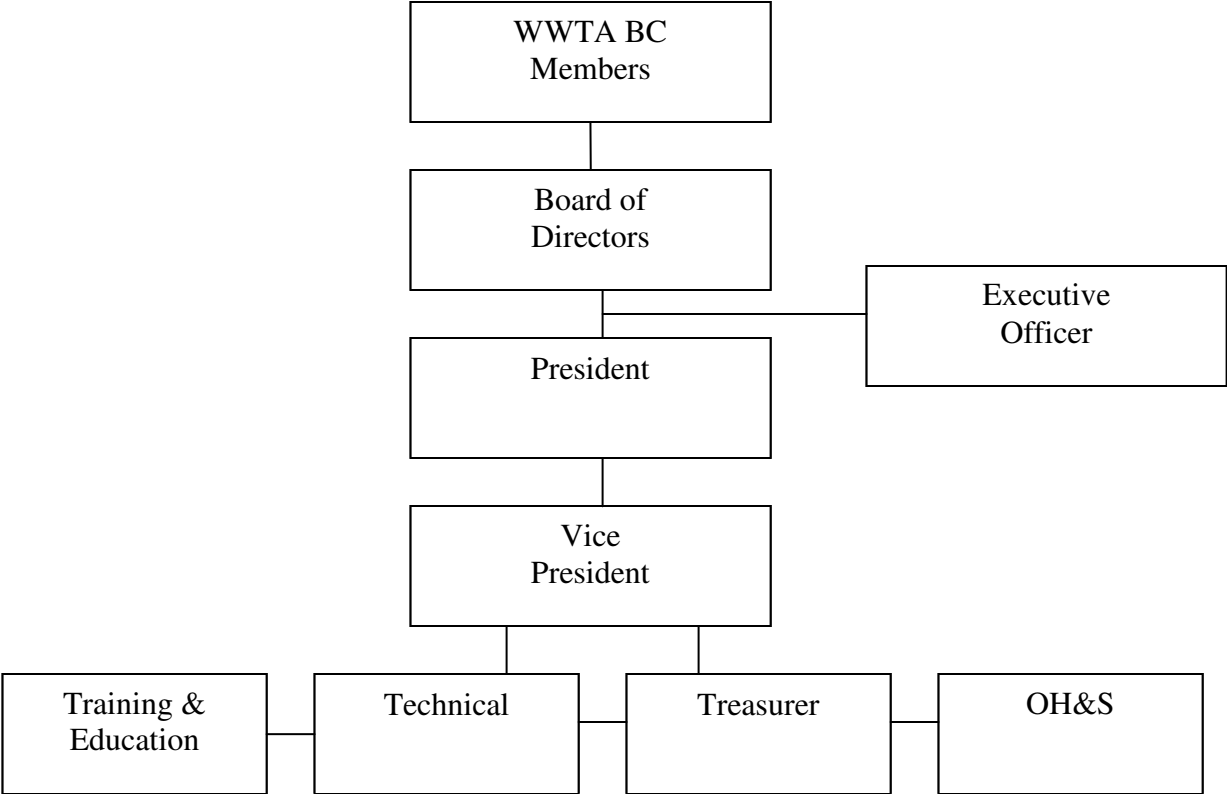 WWTA BC
Members
Board of
Directors
Executive
Officer
President
Vice
President
Training &
Education
Technical
Treasurer
OH&S